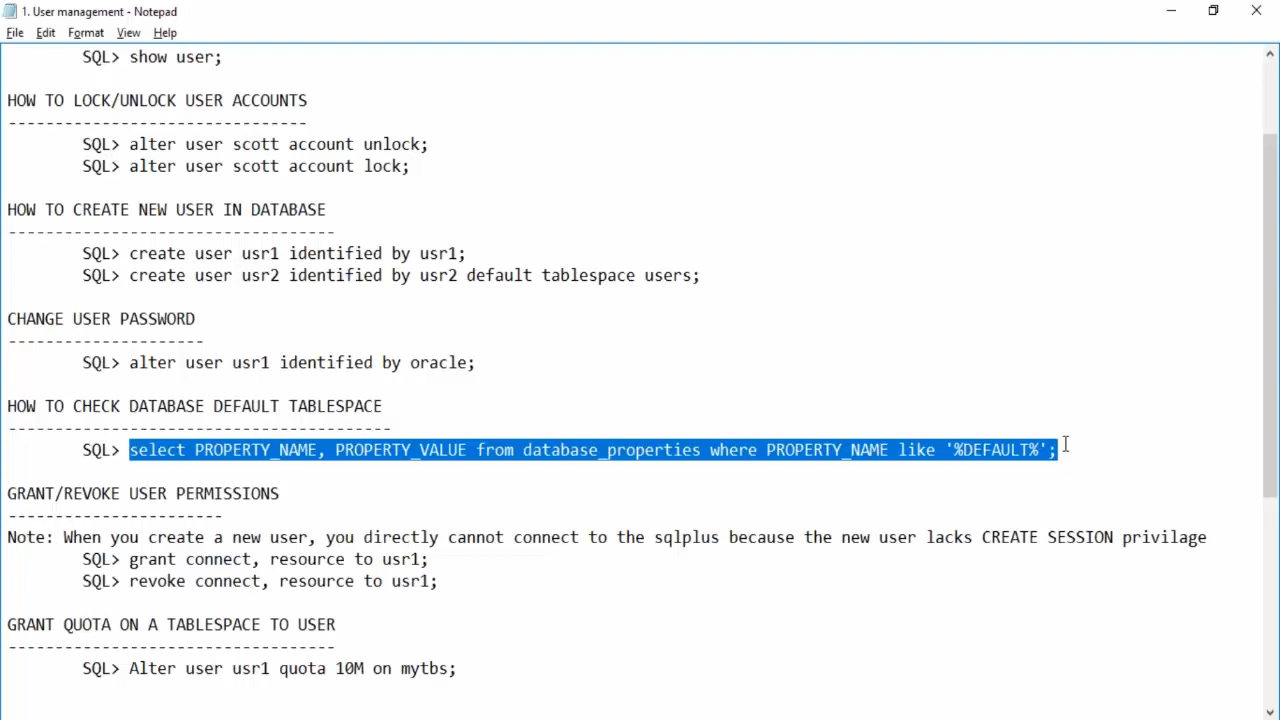 1. User management - Notepad
File Edit Format View Help
SQL> show user;
HOW TO LOCK/UNLOCK USER ACCOUNTS
--------------------------------
SQL> alter user scott account unlock;
SQL> alter user scott account lock;
HOW TO CREATE NEW USER IN DATABASE
-----------------------------------
SQL> create user usr1 identified by usr1;
SQL> create user usr2 identified by usr2 default tablespace users;
CHANGE USER PASSWORD
---------------------
SQL> alter user usr1 identified by oracle;
HOW TO CHECK DATABASE DEFAULT TABLESPACE
-----------------------------------------
SQL> select PROPERTY_NAME, PROPERTY_VALUE from database_properties where PROPERTY_NAME like '%DEFAULT%';
GRANT/REVOKE USER PERMISSIONS
-----------------------
Note: When you create a new user, you directly cannot connect to the sqlplus because the new user lacks CREATE SESSION privilage
SQL> grant connect, resource to usr1;
SQL> revoke connect, resource to usr1;
GRANT QUOTA ON A TABLESPACE TO USER
-----------------------------------
SQL> Alter user usr1 quota 10M on mytbs;